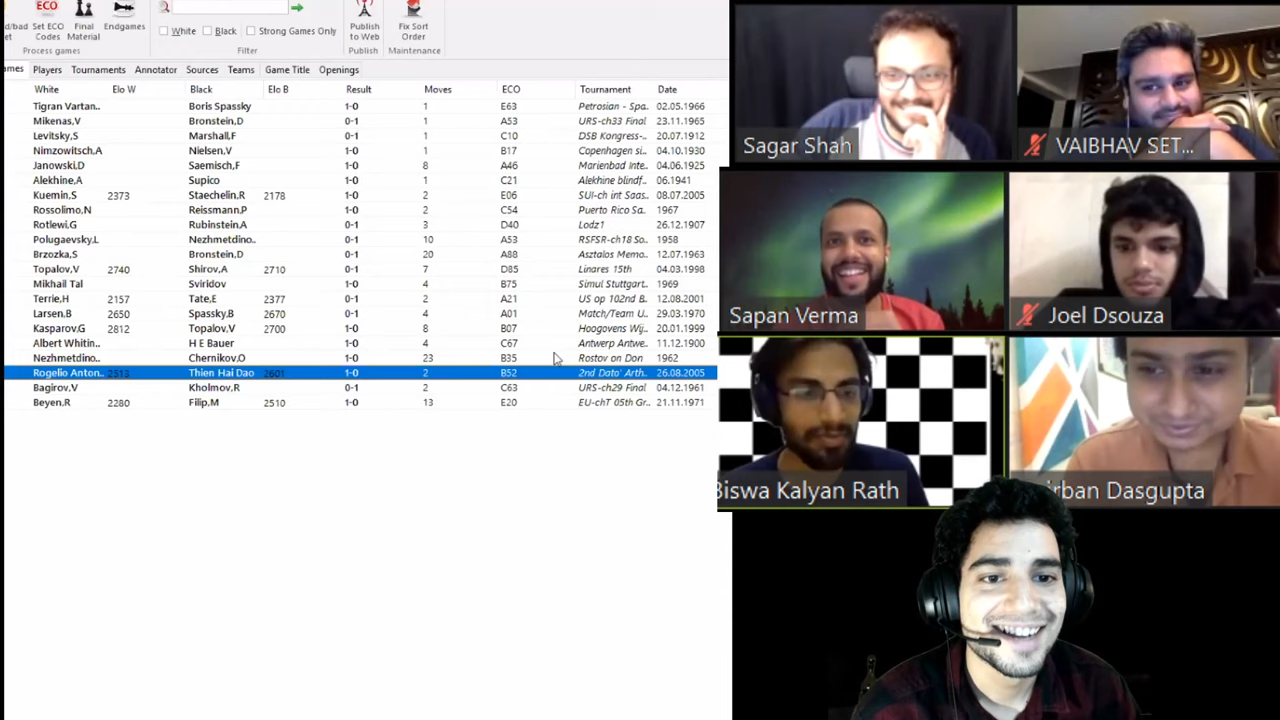 d/bad Set ECO Final Endgames
et Codes Material
Process games
White Black Strong Games Only
Filter
Publish
to Web
Publish
Fix Sort
Order
Maintenance
ames Players Tournaments Annotator Sources Teams Game Title Openings
White Elo W Black Elo B Result Moves ECO Tournament Date
Tigran Vartan.. Boris Spassky 1-0 1 E63 Petrosian - Spa.. 02.05.1966
Mikenas,V Bronstein,D 0-1 1 A53 URS-ch33 Final 23.11.1965
Levitsky,S Marshall,F 0-1 1 C10 DSB Kongress-.. 20.07.1912
Nimzowitsch,A Nielsen,V 1-0 1 B17 Copenhagen si.. 04.10.1930
Janowski,D Saemisch,F 1-0 8 A46 Marienbad Inte.. 04.06.1925
Alekhine,A Supico 1-0 1 C21 Alekhine blindf.. 06.1941
Kuemin,S 2373 Staechelin,R 2178 1-0 2 E06 SUI-ch int Saas.. 08.07.2005
Rossolimo,N Reissmann,P 1-0 2 C54 Puerto Rico Sa.. 1967
Rotlewi,G Rubinstein,A 0-1 3 D40 Lodz1 26.12.1907
Polugaevsky,L Nezhmetdino.. 0-1 10 A53 RSFSR-ch18 So.. 1958
Brzozka,S Bronstein,D 0-1 20 A88 Asztalos Memo.. 12.07.1963
Topalov,V 2740 Shirov,A 2710 0-1 7 D85 Linares 15th 04.03.1998
Mikhail Tal Sviridov 1-0 4 B75 Simul Stuttgart.. 1969
Terrie,H 2157 Tate,E 2377 0-1 2 A21 US op 102nd B.. 12.08.2001
Larsen,B 2650 Spassky,B 2670 0-1 4 A01 Match/Team U.. 29.03.1970
Kasparov,G 2812 Topalov,V 2700 1-0 8 B07 Hoogovens Wij.. 20.01.1999
Albert Whitin.. H E Bauer 1-0 4 C67 Antwerp Antwe.. 11.12.1900
Nezhmetdino.. Chernikov,O 1-0 23 B35 Rostov on Don 1962
Rogelio Anton.. 2513 Thien Hai Dao 2601 1-0 2 B52 2nd Dato' Arth.. 26.08.2005
Bagirov,V Kholmov,R 0-1 2 C63 URS-ch29 Final 04.12.1961
Beyen,R 2280 Filip,M 2510 1-0 13 E20 EU-chT 05th Gr.. 21.11.1971
Sagar Shah
VAIBHAV SET...
Sapan Verma
Joel Dsouza
Biswa Kalyan Rath
irban Dasgupta